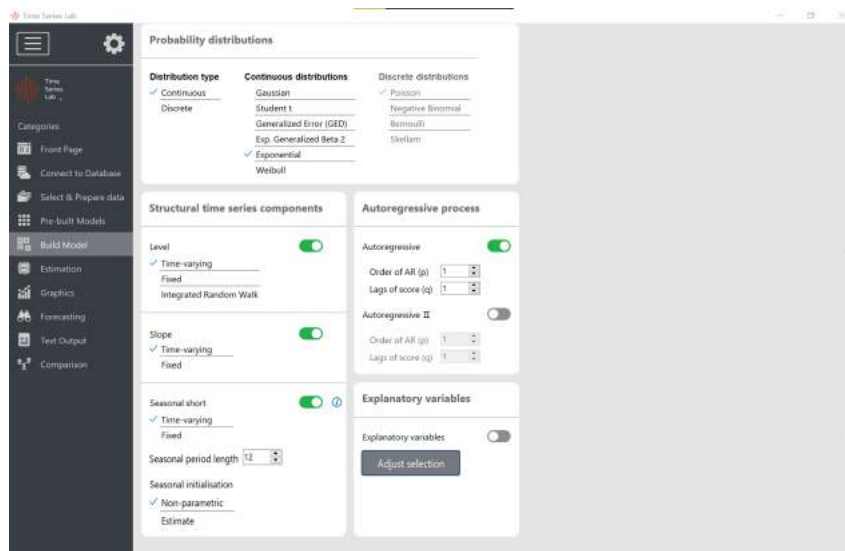 Time Series Lab
Time
Series
Lab
Categories
Front Page
Connect to Database
Select & Prepare data
Pre-built Models
Build Model
Estimation
Graphics
Forecasting
Text Output
Comparison
Probability distributions
Distribution type
Continuous
Discrete
Continuous distributions
Gaussian
Student t
Generalized Error (GED)
Exp. Generalized Beta 2
Exponential
Weibull
Discrete distributions
Poisson
Negative Binomial
Bernoulli
Skellam
Structural time series components
Level
Time-varying
Fixed
Integrated Random Walk
Slope
Time-varying
Fixed
Seasonal short
Time-varying
Fixed
Seasonal period length 12
Seasonal initialisation
Non-parametric
Estimate
Autoregressive process
Autoregressive
Order of AR (p) 1
Lags of score (q) 1
Autoregressive II
Order of AR (p) 1
Lags of score (q) 1
Explanatory variables
Explanatory variables
Adjust selection